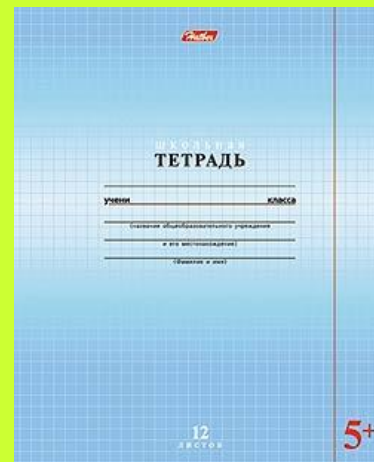 Hatber
ШКОЛЬНАЯ
ТЕТРАДЬ
учени класса
(название общеобразовательного учреждения
и его местонахождение)
(Фамилия и имя)
12
ЛИСТОВ
5+